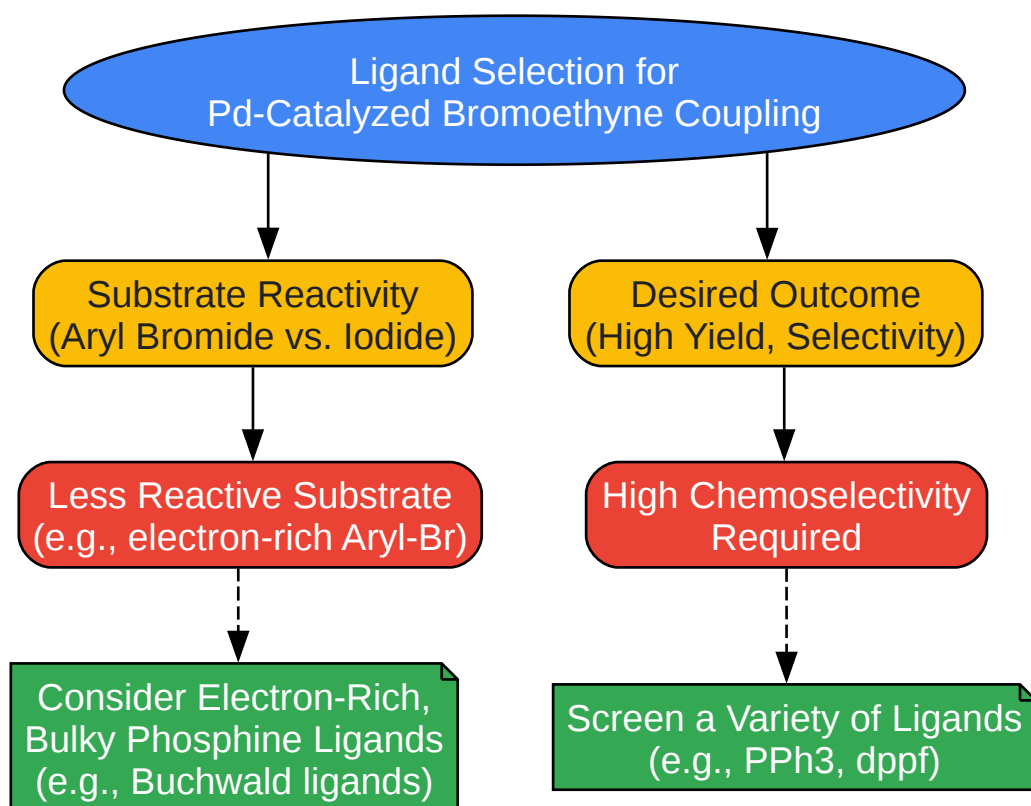 Ligand Selection for
Pd-Catalyzed Bromoethyne Coupling
Substrate Reactivity
(Aryl Bromide vs. Iodide)
Desired Outcome
(High Yield, Selectivity)
Less Reactive Substrate
(e.g., electron-rich Aryl-Br)
High Chemoselectivity
Required
Consider Electron-Rich,
Bulky Phosphine Ligands
(e.g., Buchwald ligands)
Screen a Variety of Ligands
(e.g., PPh3, dppf)